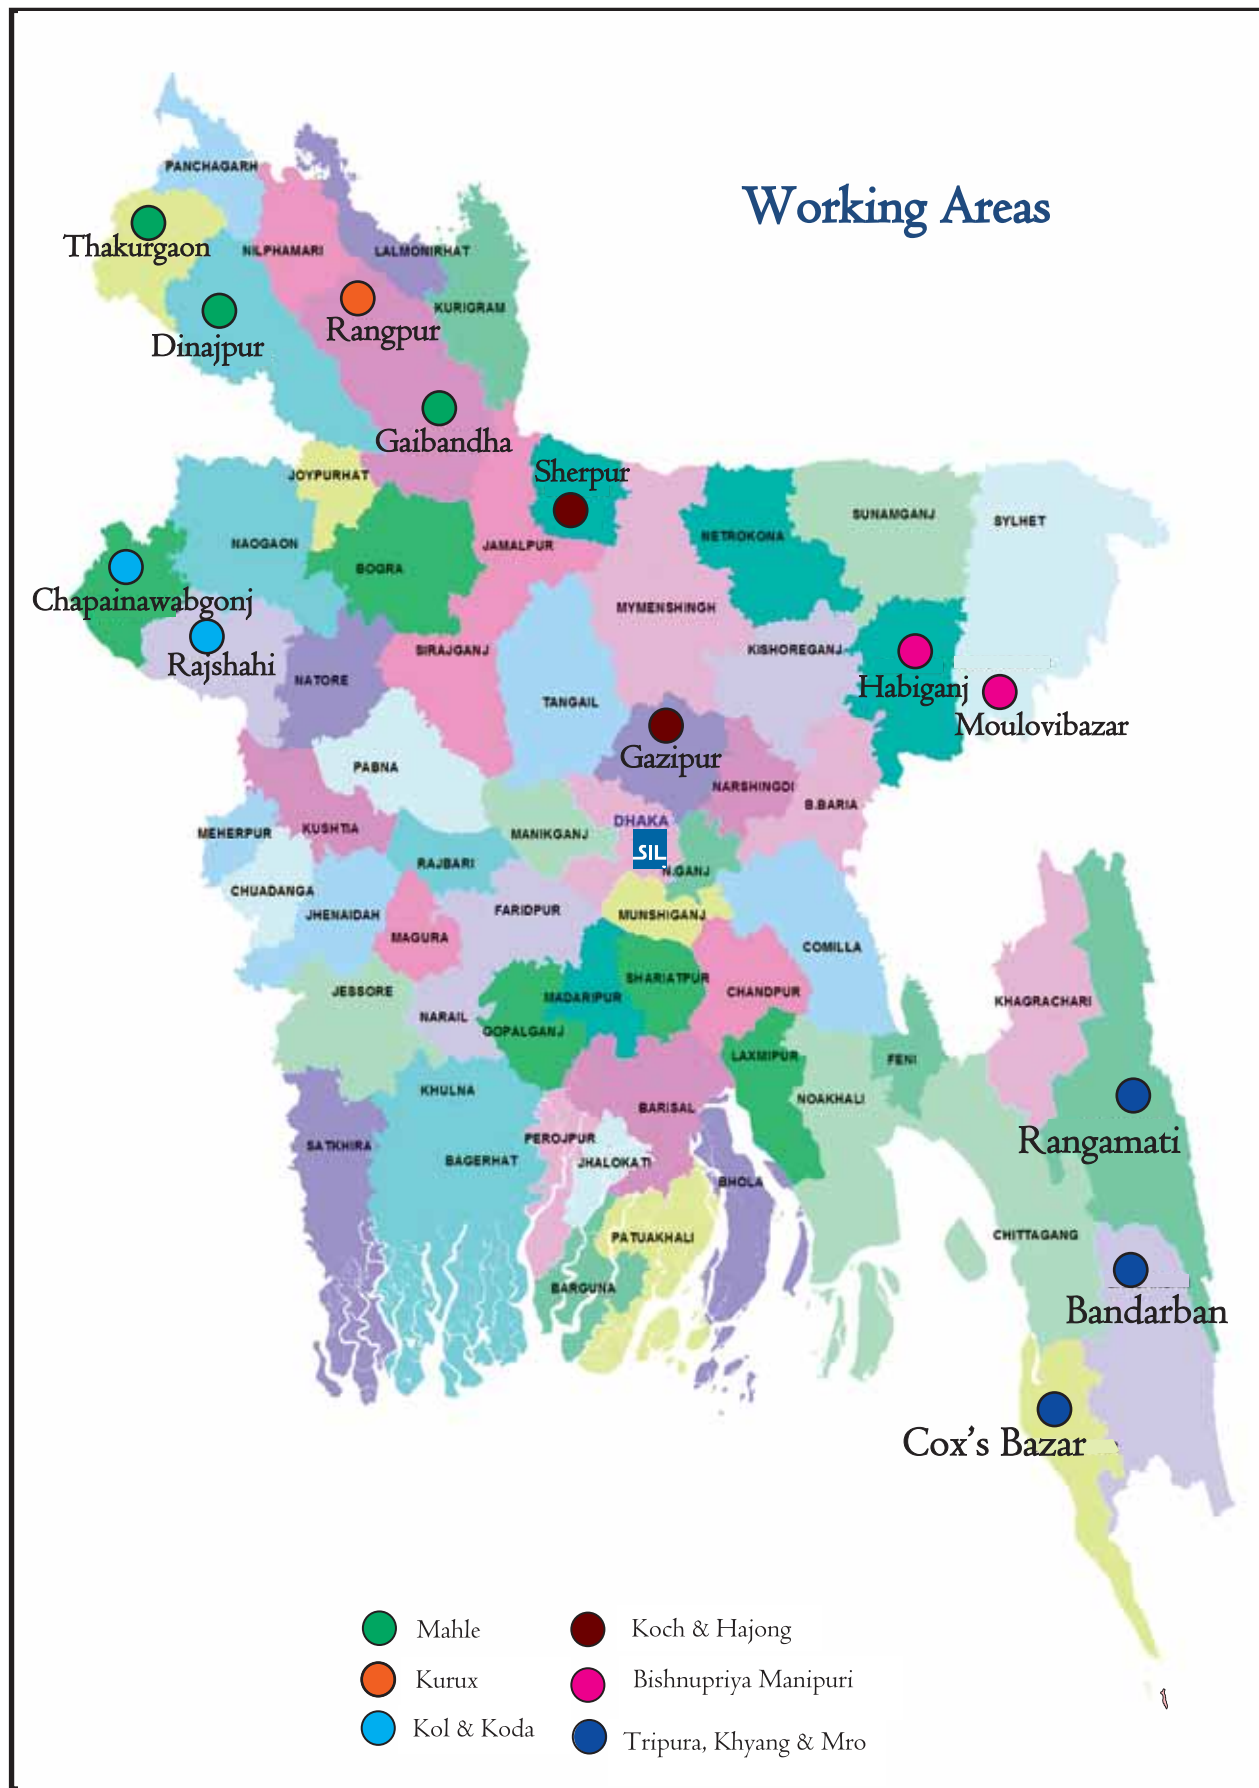 Working Areas
PANCHAGARH
Thakurgaon
NILPHAMARI
LALMONIRHAT
KURIGRAM
Rangpur
Dinajpur
Gaibandha
Sherpur
JOYPURHAT
SUNAMGANJ
SYLHET
NETROKONA
NAOGAON
JAMALPUR
BOGRA
Chapainawabgonj
MYMENSHINGH
SIRAJGANJ
KISHOREGANJ
Rajshahi
NATORE
Habiganj
TANGAIL
Moulovibazar
Gazipur
PABNA
NARSHINGDI
B.BARIA
DHAKA
KUSHTIA
MEHERPUR
MANIKGANJ
SIL
RAJBARI
N.GANJ
CHUADANGA
JHENAIDAH
FARIDPUR
MUNSHIGANJ
MAGURA
COMILLA
SHARIATPUR
JESSORE
CHANDPUR
MADARIPUR
KHAGRACHARI
NARAIL
GOPALGANJ
LAXMIPUR
FENI
KHULNA
NOAKHALI
BARISAL
PEROJPUR
Rangamati
SATKHIRA
BAGERHAT
JHALOKATI
BHOLA
PATUAKHALI
CHITTAGANG
BARGUNA
Bandarban
Cox's Bazar
Mahle
Koch & Hajong
Kurux
Bishnupriya Manipuri
Kol & Koda
Tripura, Khyang & Mro